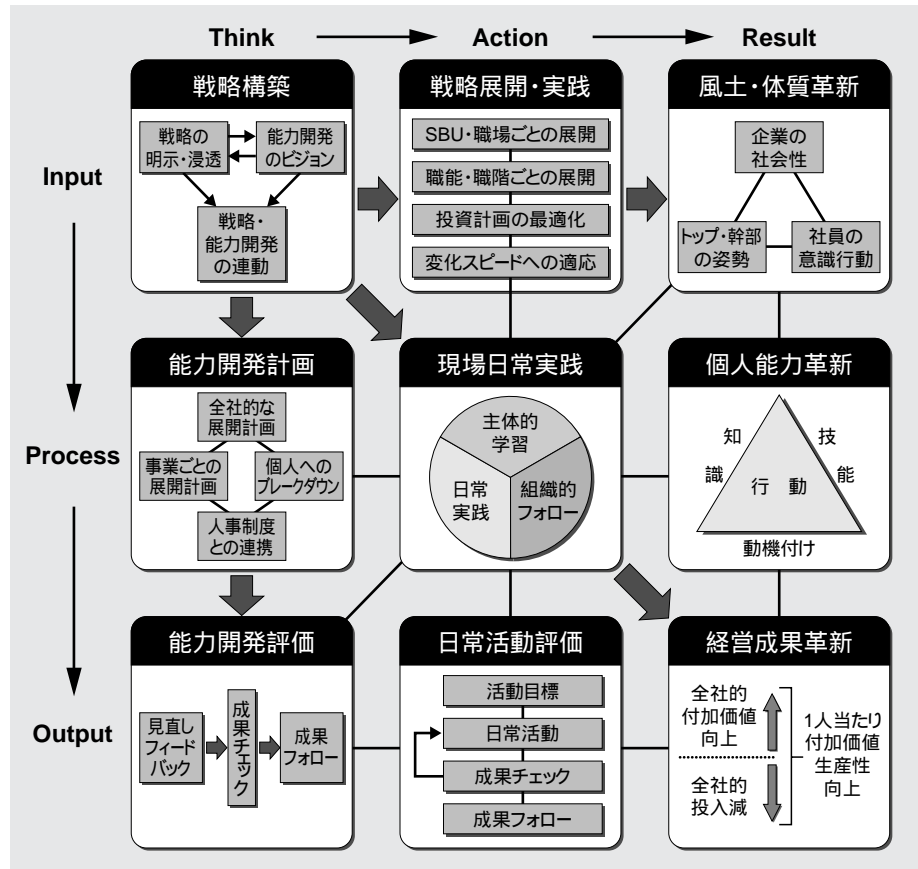 Think
Action
Result
Input
戦略構築
戦略の
明示・浸透
能力開発
のビジョン
戦略・
能力開発
の連動
戦略展開・実践
SBU・職場ごとの展開
職能・職階ごとの展開
投資計画の最適化
変化スピードへの適応
風土・体質革新
企業の
社会性
トップ・幹部
の姿勢
社員の
意識行動
Process
能力開発計画
全社的な
展開計画
事業ごとの
展開計画
個人への
ブレークダウン
人事制度
との連携
現場日常実践
主体的
学習
日常
実践
組織的
フォロー
個人能力革新
知識
技能
行動
動機付け
Output
能力開発評価
見直し
フィード
バック
成果チェック
成果
フォロー
日常活動評価
活動目標
日常活動
成果チェック
成果フォロー
経営成果革新
全社的
付加価値
向上
全社的
投入減
1人当たり
付加価値
生産性
向上